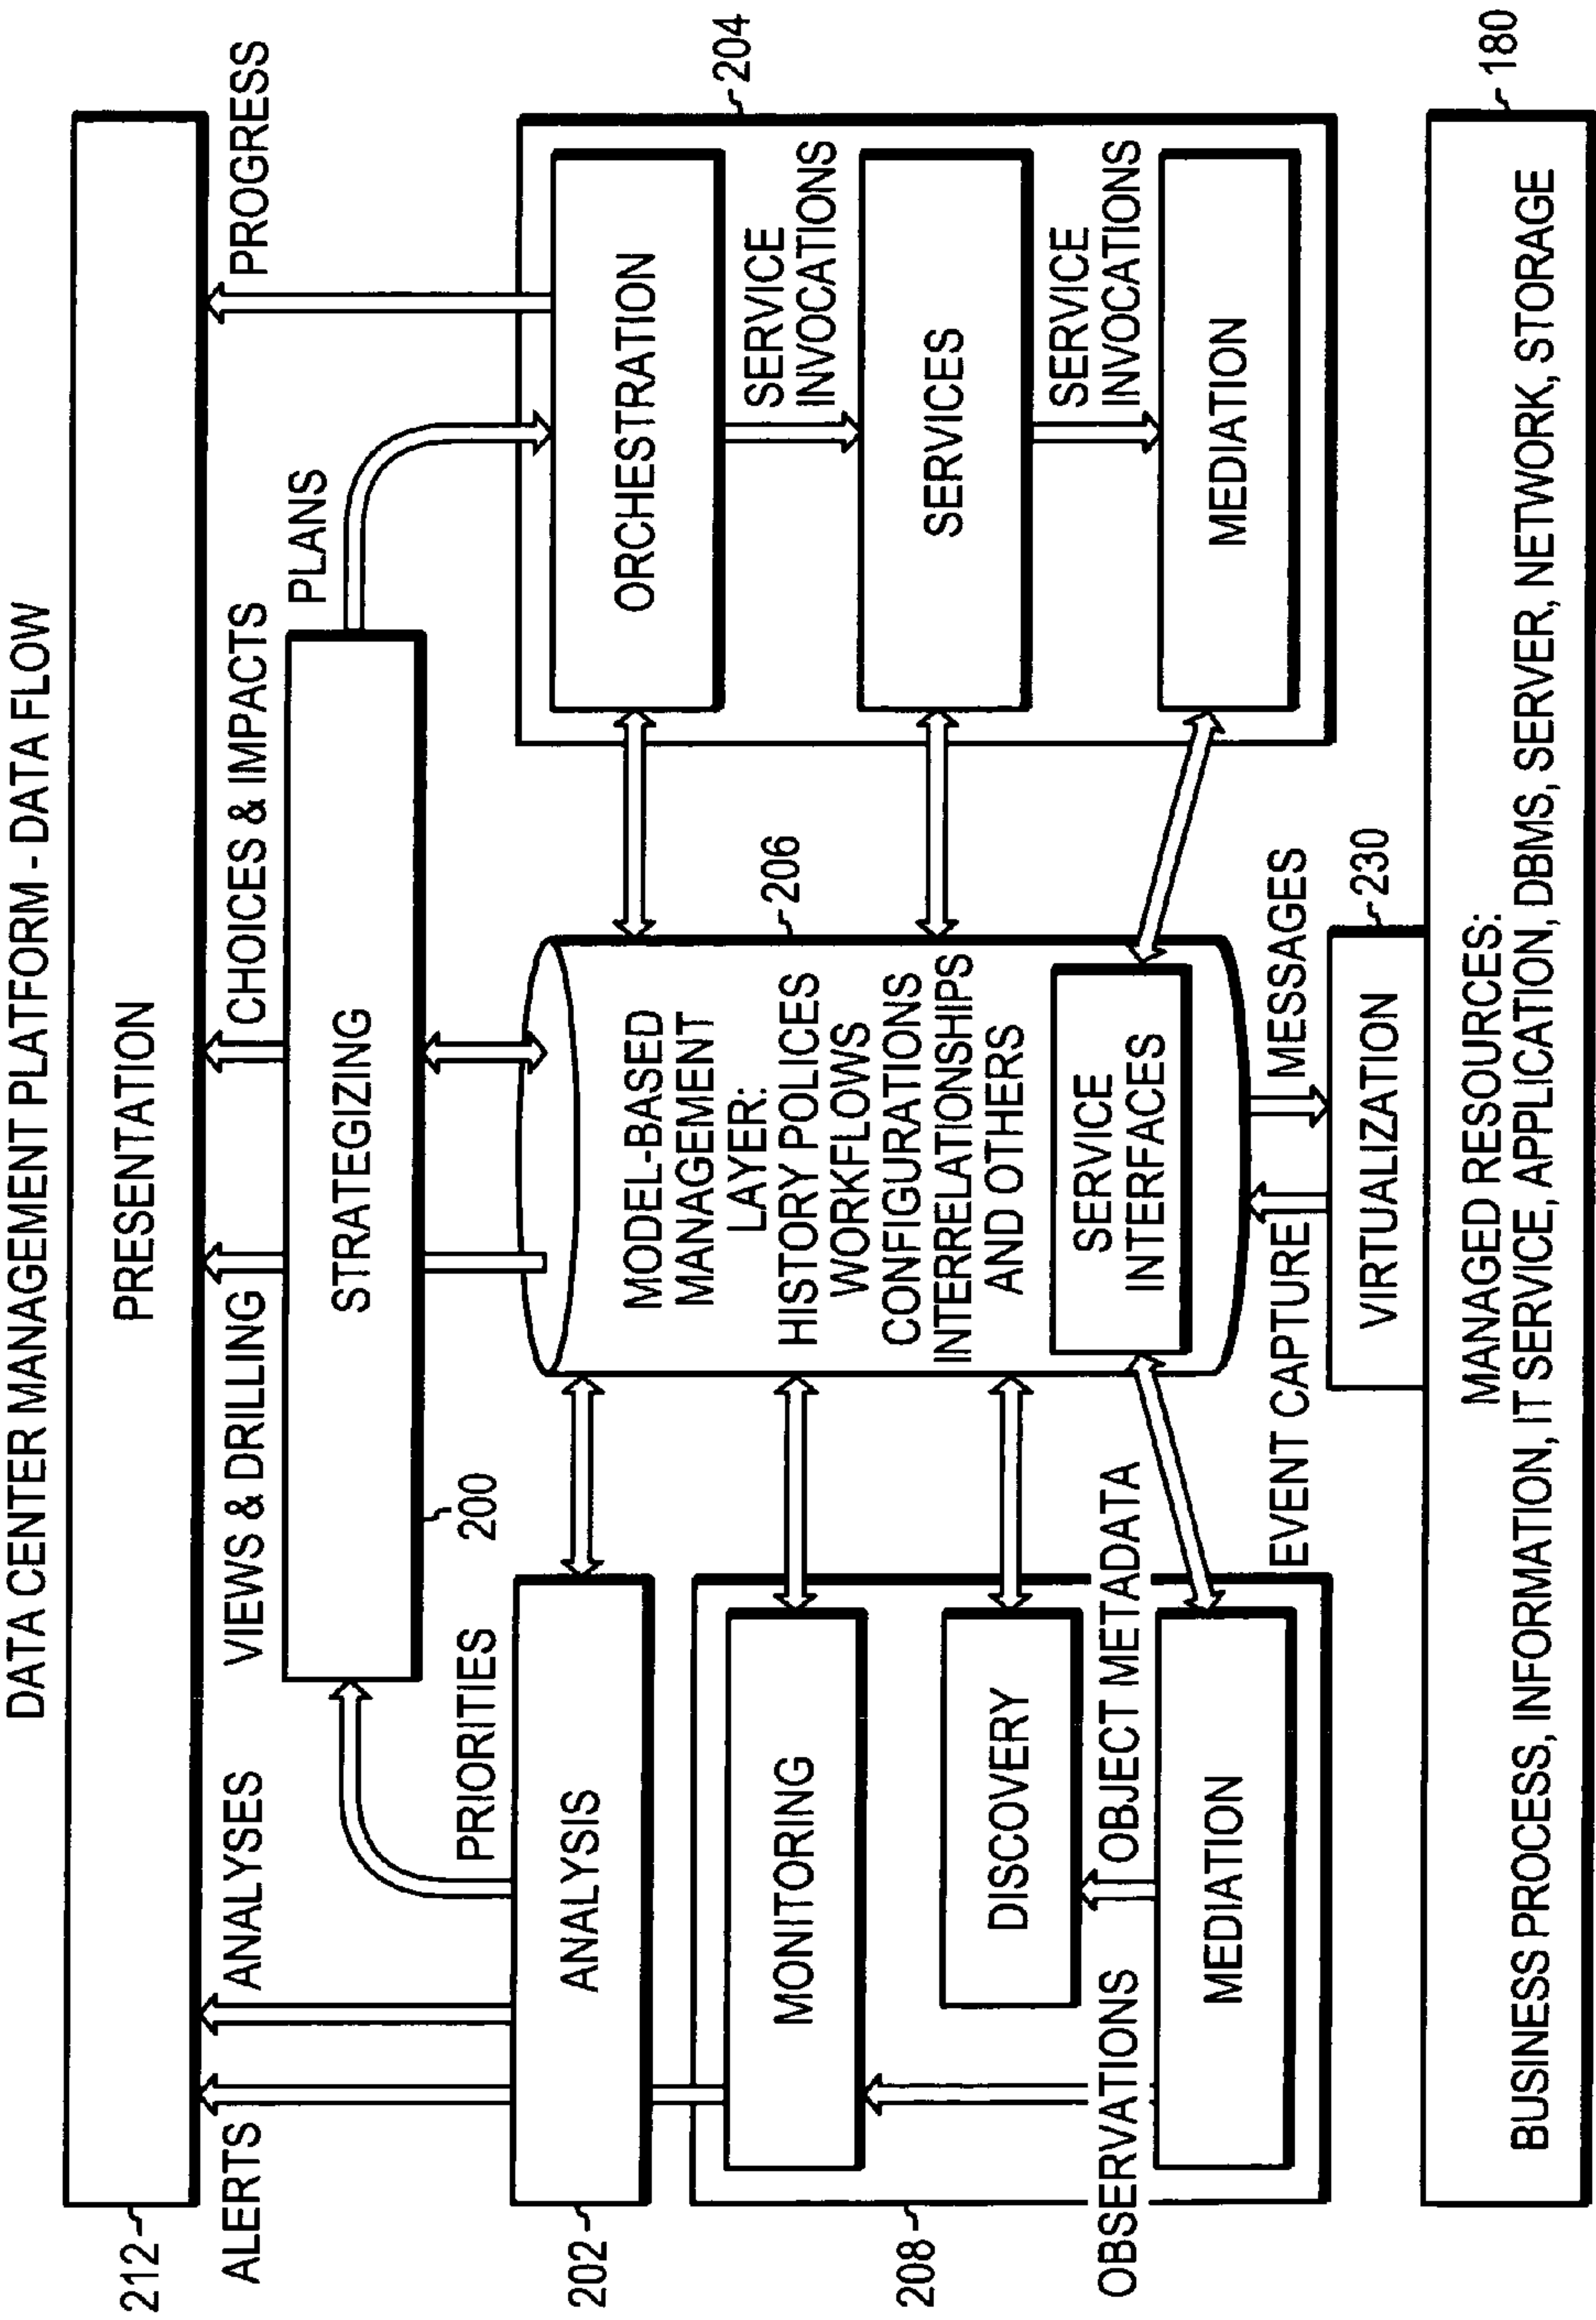 DATA CENTER MANAGEMENT PLATFORM - DATA FLOW
212
PRESENTATION
ALERTS
ANALYSES
VIEWS & DRILLING
CHOICES & IMPACTS
PROGRESS
STRATEGIZING
PLANS
PRIORITIES
200
202
ANALYSIS
204
ORCHESTRATION
206
MODEL-BASED
MANAGEMENT
LAYER:
HISTORY POLICES
WORKFLOWS
CONFIGURATIONS
INTERRELATIONSHIPS
AND OTHERS
SERVICE
INTERFACES
208
MONITORING
DISCOVERY
OBSERVATIONS
OBJECT METADATA
MEDIATION
SERVICE
INVOCATIONS
SERVICES
SERVICE
INVOCATIONS
MEDIATION
EVENT CAPTURE
MESSAGES
VIRTUALIZATION
230
180
MANAGED RESOURCES:
BUSINESS PROCESS, INFORMATION, IT SERVICE, APPLICATION, DBMS, SERVER, NETWORK, STORAGE